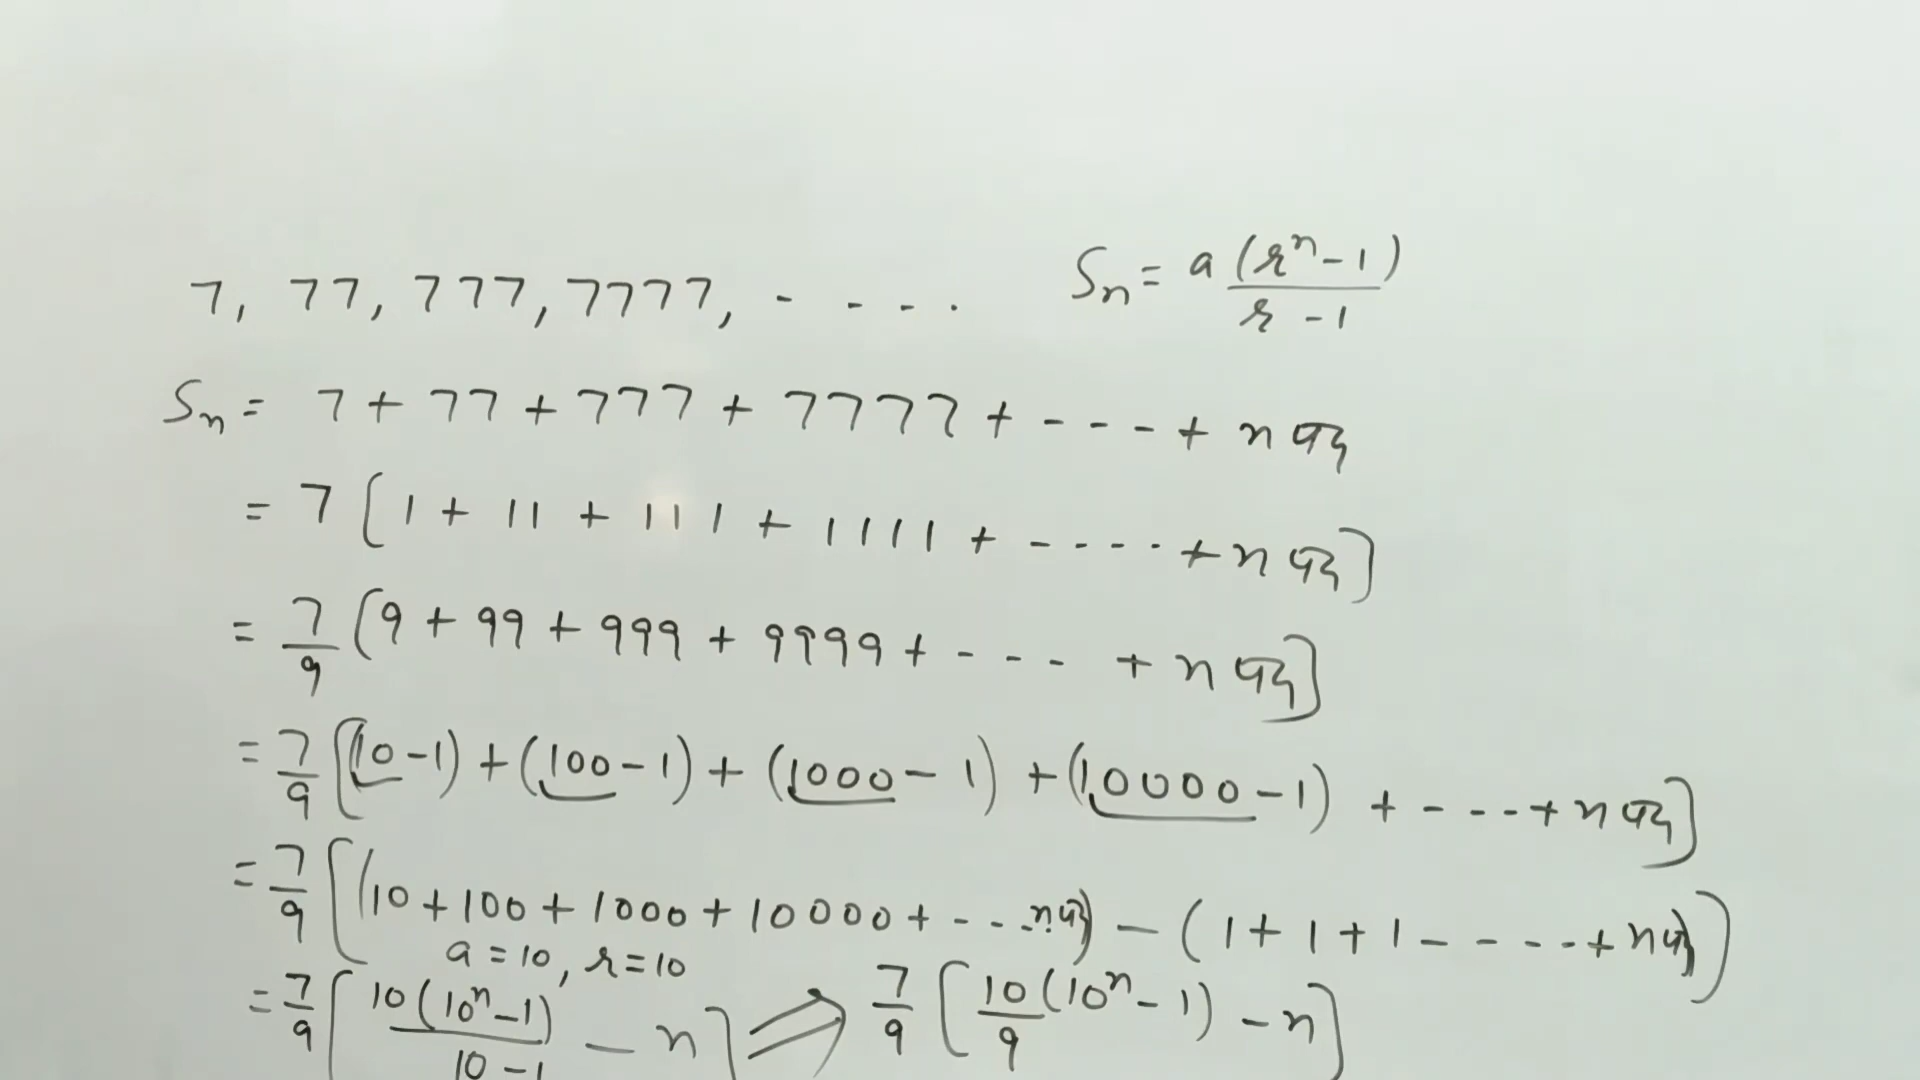 7, 77, 777, 7777, - - - - Sn = a (r^n - 1) / r - 1
Sn = 7 + 77 + 777 + 7777 + - - - + n पद
= 7 [1 + 11 + 111 + 1111 + - - - - + n पद]
= 7/9 [9 + 99 + 999 + 9999 + - - - + n पद]
= 7/9 [(10 - 1) + (100 - 1) + (1000 - 1) + (10000 - 1) + - - - + n पद]
= 7/9 [(10 + 100 + 1000 + 10000 + - - - n पद) - (1 + 1 + 1 - - - - + n पद)]
a = 10, r = 10
= 7/9 [10 (10^n - 1) / 10 - 1 - n] ⇒ 7/9 [10/9 (10^n - 1) - n]